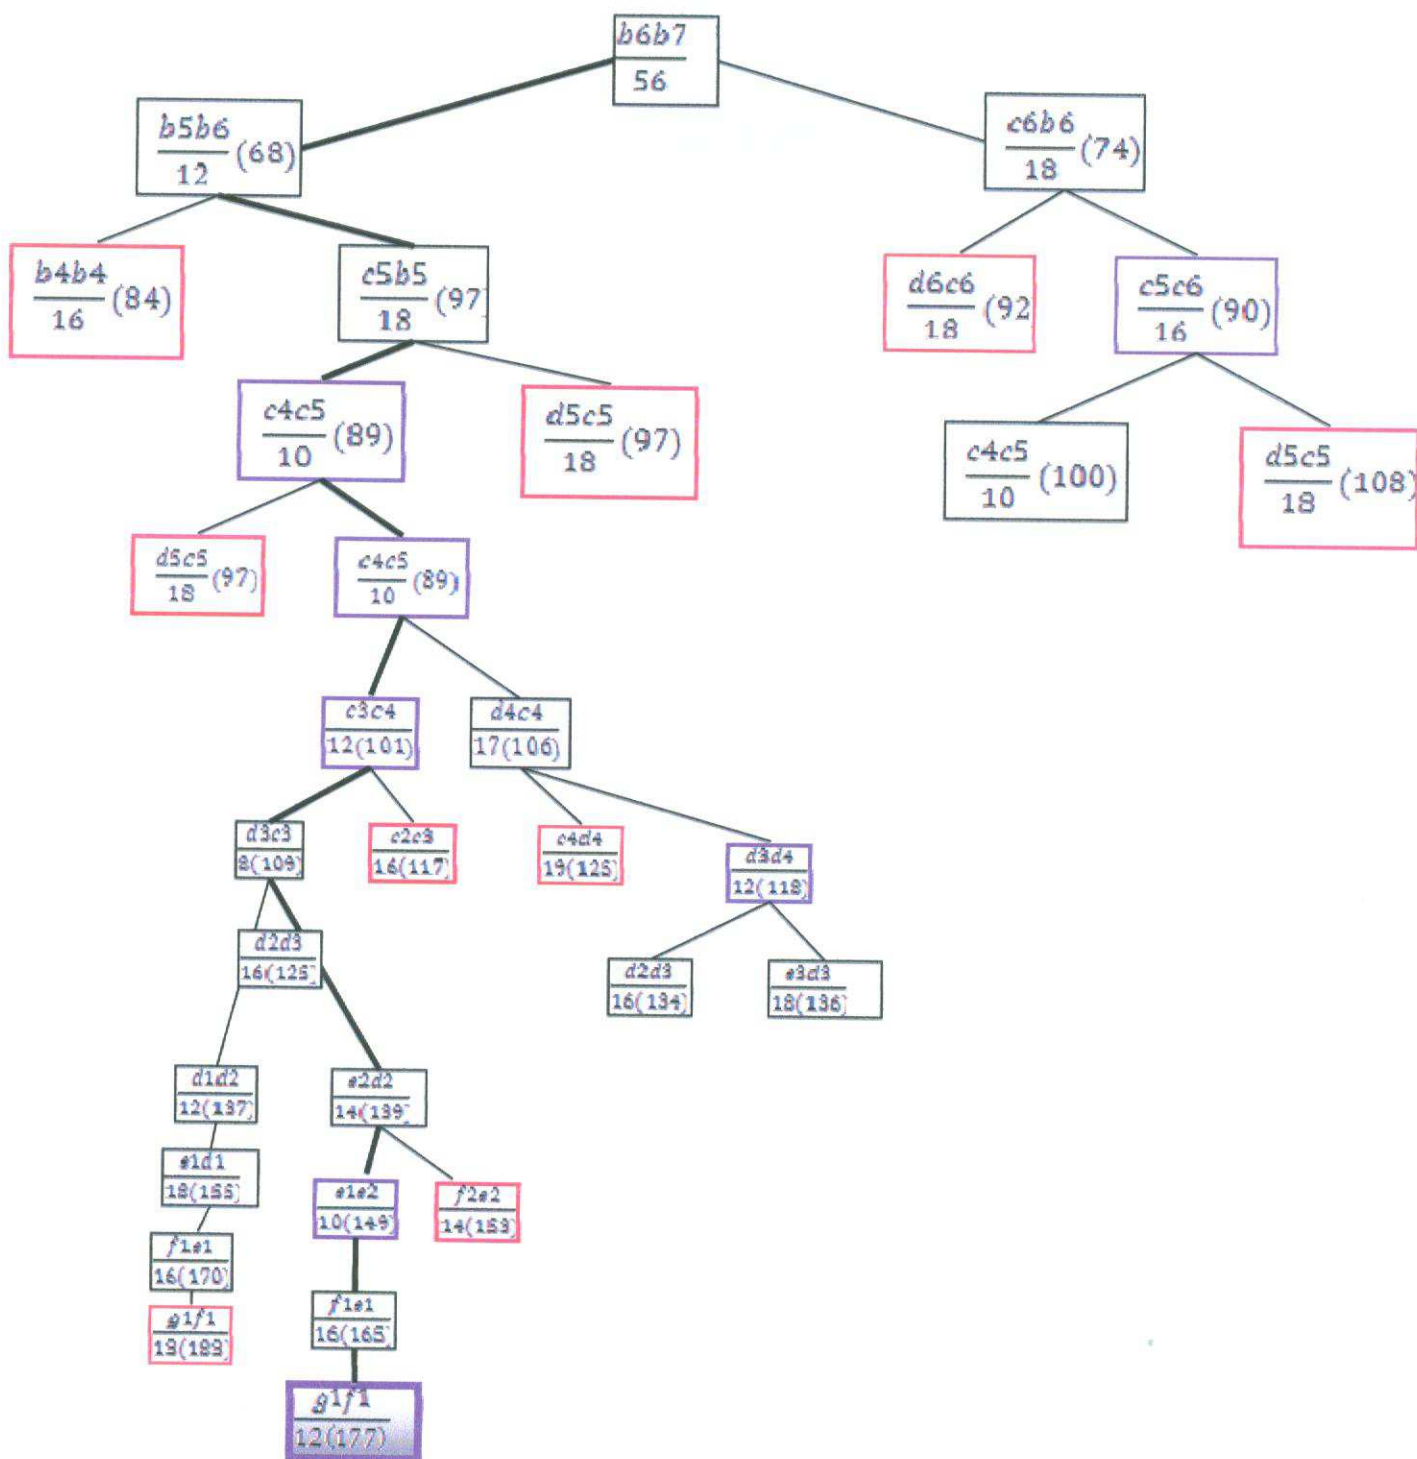 b6b7
56
b5b6
12 (68)
c6b6
18 (74)
b4b4
16 (84)
c5b5
18 (97
d6c6
18 (92
c5c6
16 (90)
c4c5
10 (89)
d5c5
18 (97)
c4c5
10 (100)
d5c5
18 (108)
d5c5
18 (97)
c4c5
10 (89)
c3c4
12(101)
d4c4
17(106)
d3c3
8(109)
c2c3
16(117)
c4d4
19(125)
d3d4
12(118)
d2d3
16(125)
d2d3
16(134)
e3d3
18(136)
d1d2
12(137)
e2d2
14(139)
e1d1
18(155)
e1e2
10(149)
f2e2
14(153)
f1e1
16(170)
f1e1
16(165)
g1f1
13(183)
g1f1
12(177)